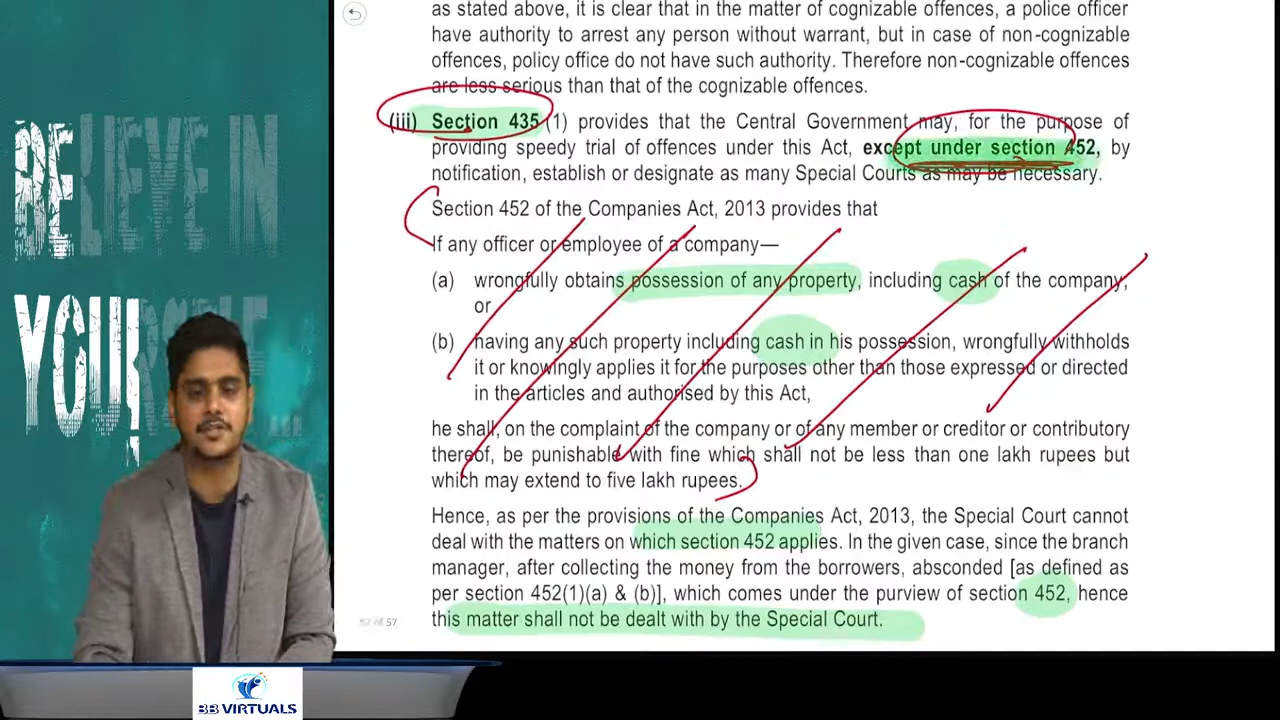 BELIEVE IN
YOURSELF...
as stated above, it is clear that in the matter of cognizable offences, a police officer
have authority to arrest any person without warrant, but in case of non-cognizable
offences, policy office do not have such authority. Therefore non-cognizable offences
are less serious than that of the cognizable offences.
(iii) Section 435 (1) provides that the Central Government may, for the purpose of
providing speedy trial of offences under this Act, except under section 452, by
notification, establish or designate as many Special Courts as may be necessary.
Section 452 of the Companies Act, 2013 provides that
If any officer or employee of a company—
(a) wrongfully obtains possession of any property, including cash of the company;
or
(b) having any such property including cash in his possession, wrongfully withholds
it or knowingly applies it for the purposes other than those expressed or directed
in the articles and authorised by this Act,
he shall, on the complaint of the company or of any member or creditor or contributory
thereof, be punishable with fine which shall not be less than one lakh rupees but
which may extend to five lakh rupees.
Hence, as per the provisions of the Companies Act, 2013, the Special Court cannot
deal with the matters on which section 452 applies. In the given case, since the branch
manager, after collecting the money from the borrowers, absconded [as defined as
per section 452(1)(a) & (b)], which comes under the purview of section 452, hence
this matter shall not be dealt with by the Special Court.
57 of 57
BB VIRTUALS